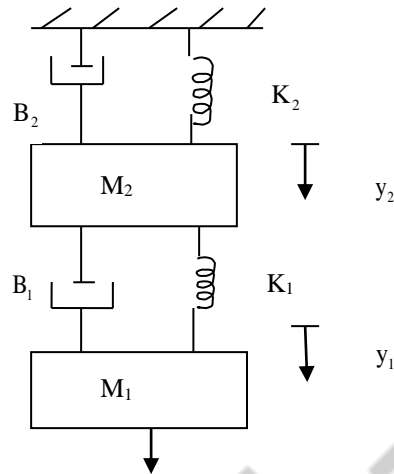 K₂
B₂
M₂
y₂
K₁
B₁
y₁
M₁